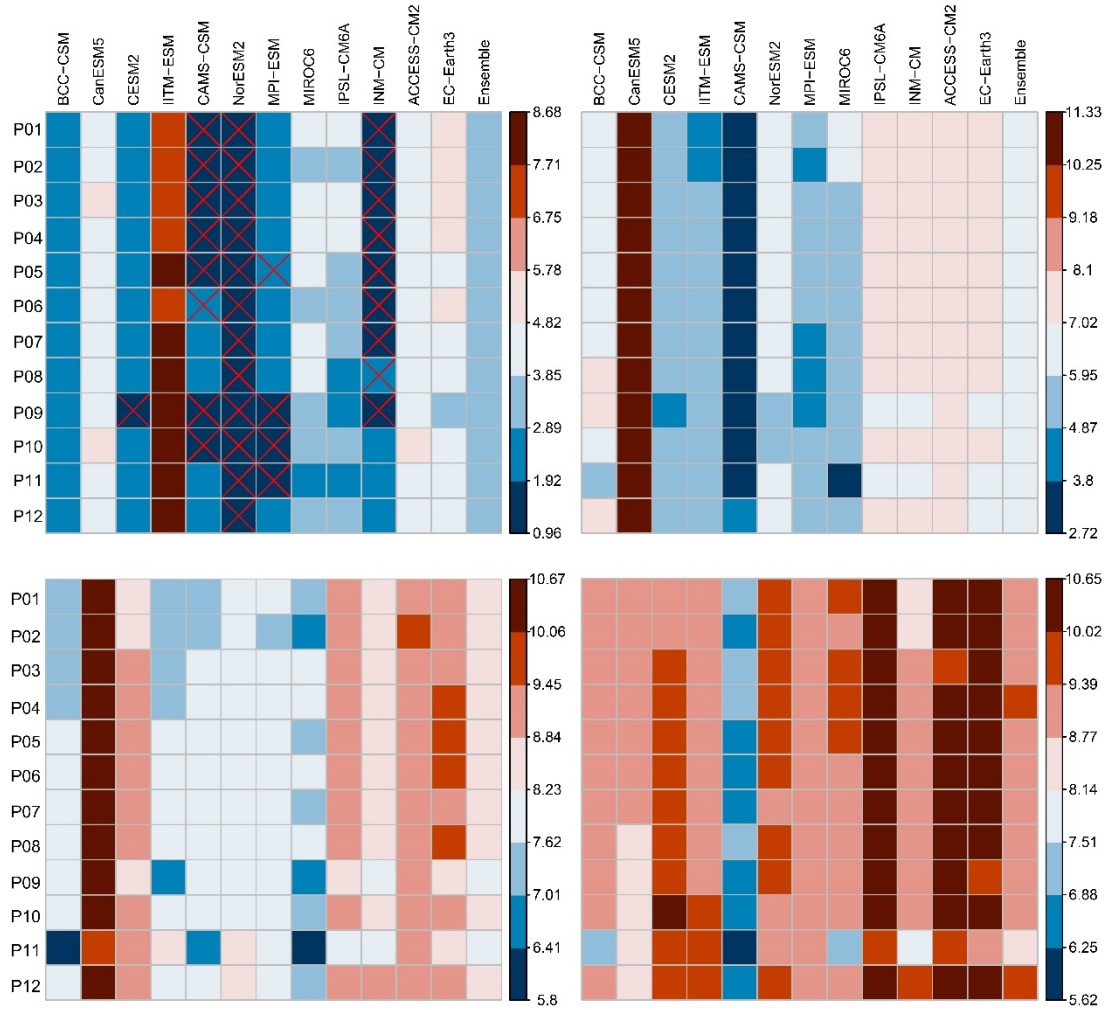 BCC-CSM CanESM5 CESM2 IITM-ESM CAMS-CSM NorESM2 MPI-ESM MIROC6 IPSL-CM6A INM-CM ACCESS-CM2 EC-Earth3 Ensemble
BCC-CSM CanESM5 CESM2 IITM-ESM CAMS-CSM NorESM2 MPI-ESM MIROC6 IPSL-CM6A INM-CM ACCESS-CM2 EC-Earth3 Ensemble
P01
P02
P03
P04
P05
P06
P07
P08
P09
P10
P11
P12
8.68
7.71
6.75
5.78
4.82
3.85
2.89
1.92
0.96
11.33
10.25
9.18
8.1
7.02
5.95
4.87
3.8
2.72
P01
P02
P03
P04
P05
P06
P07
P08
P09
P10
P11
P12
10.67
10.06
9.45
8.84
8.23
7.62
7.01
6.41
5.8
10.65
10.02
9.39
8.77
8.14
7.51
6.88
6.25
5.62